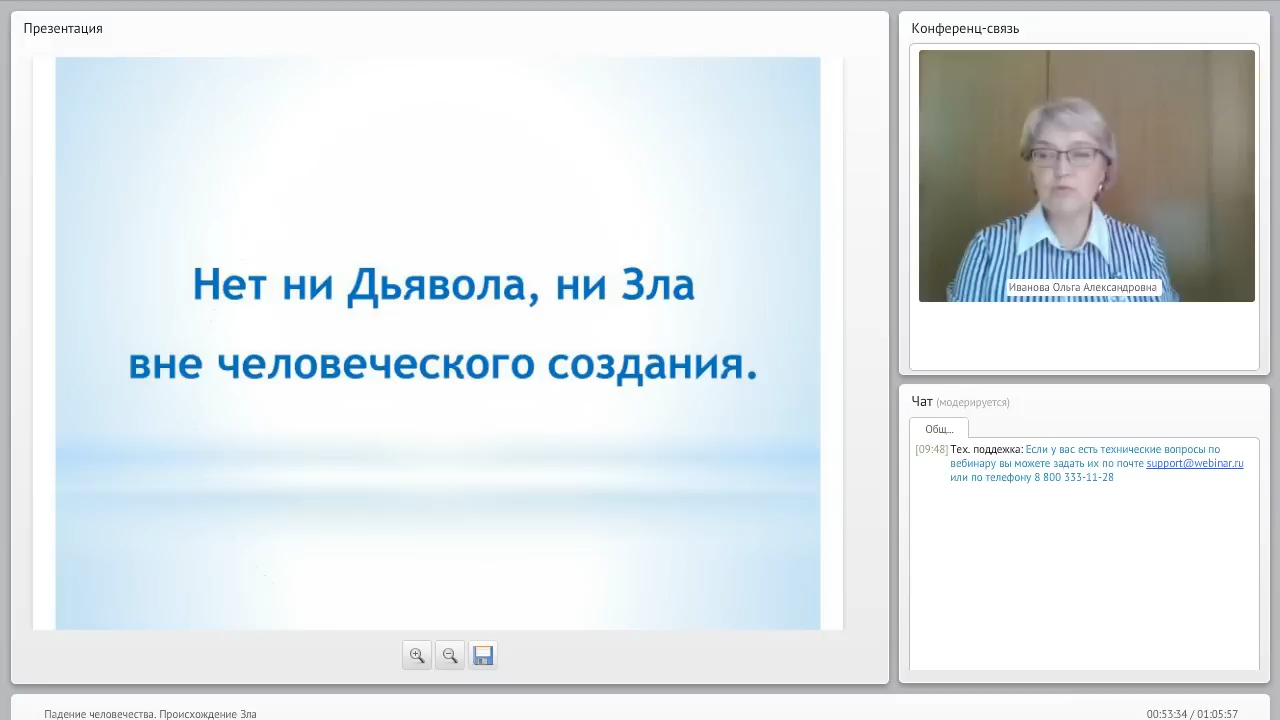 Презентация
Нет ни Дьявола, ни Зла
вне человеческого создания.
Конференц-связь
Иванова Ольга Александровна
Чат (модерируется)
Общ...
[09:48] Тех. поддежка: Если у вас есть технические вопросы по
вебинару вы можете задать их по почте support@webinar.ru
или по телефону 8 800 333-11-28
Падение человечества. Происхождение Зла
00:53:34 / 01:05:57